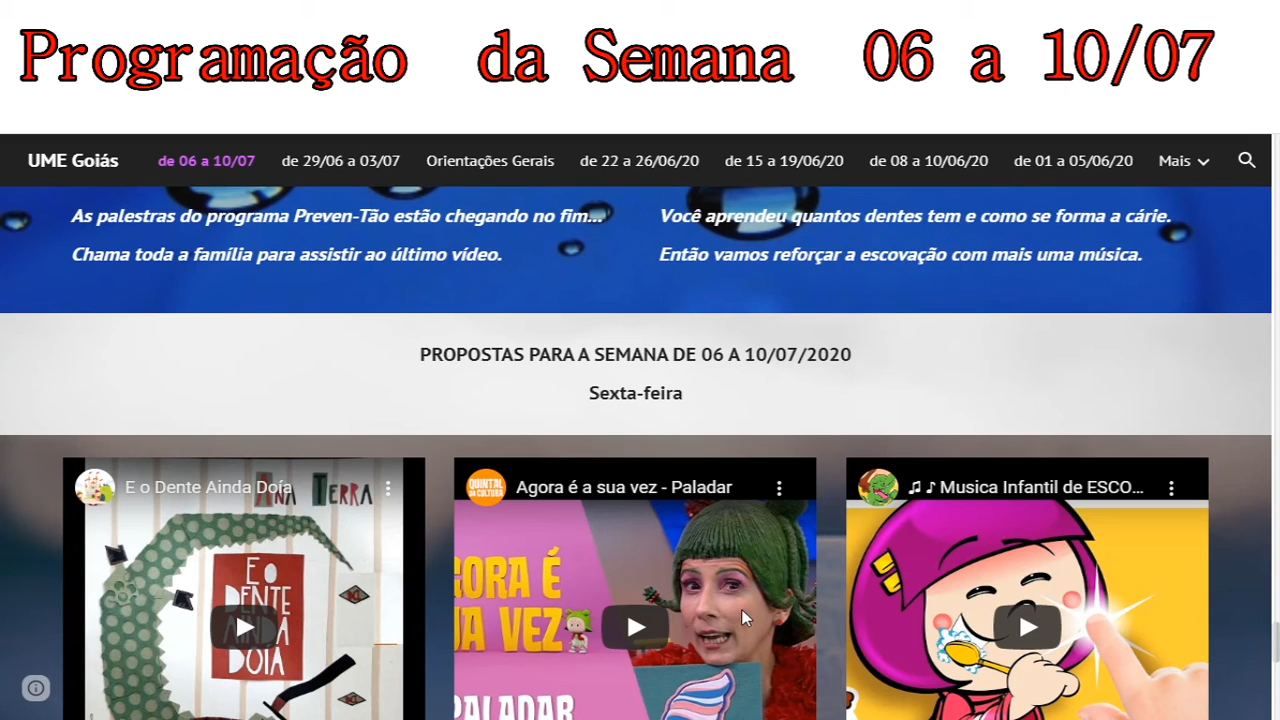 Programação da Semana 06 a 10/07
UME Goiás de 06 a 10/07 de 29/06 a 03/07 Orientações Gerais de 22 a 26/06/20 de 15 a 19/06/20 de 08 a 10/06/20 de 01 a 05/06/20 Mais
As palestras do programa Preven-Tão estão chegando no fim...
Chama toda a família para assistir ao último vídeo.
Você aprendeu quantos dentes tem e como se forma a cárie.
Então vamos reforçar a escovação com mais uma música.
PROPOSTAS PARA A SEMANA DE 06 A 10/07/2020
Sexta-feira
E o Dente Ainda Doía
ANA TERRA
E O
DENTE
AINDA
DOÍA
QUINTAL DA CULTURA
Agora é a sua vez - Paladar
AGORA É
SUA VEZ
PALADAR
♫ ♪ Musica Infantil de ESCO...